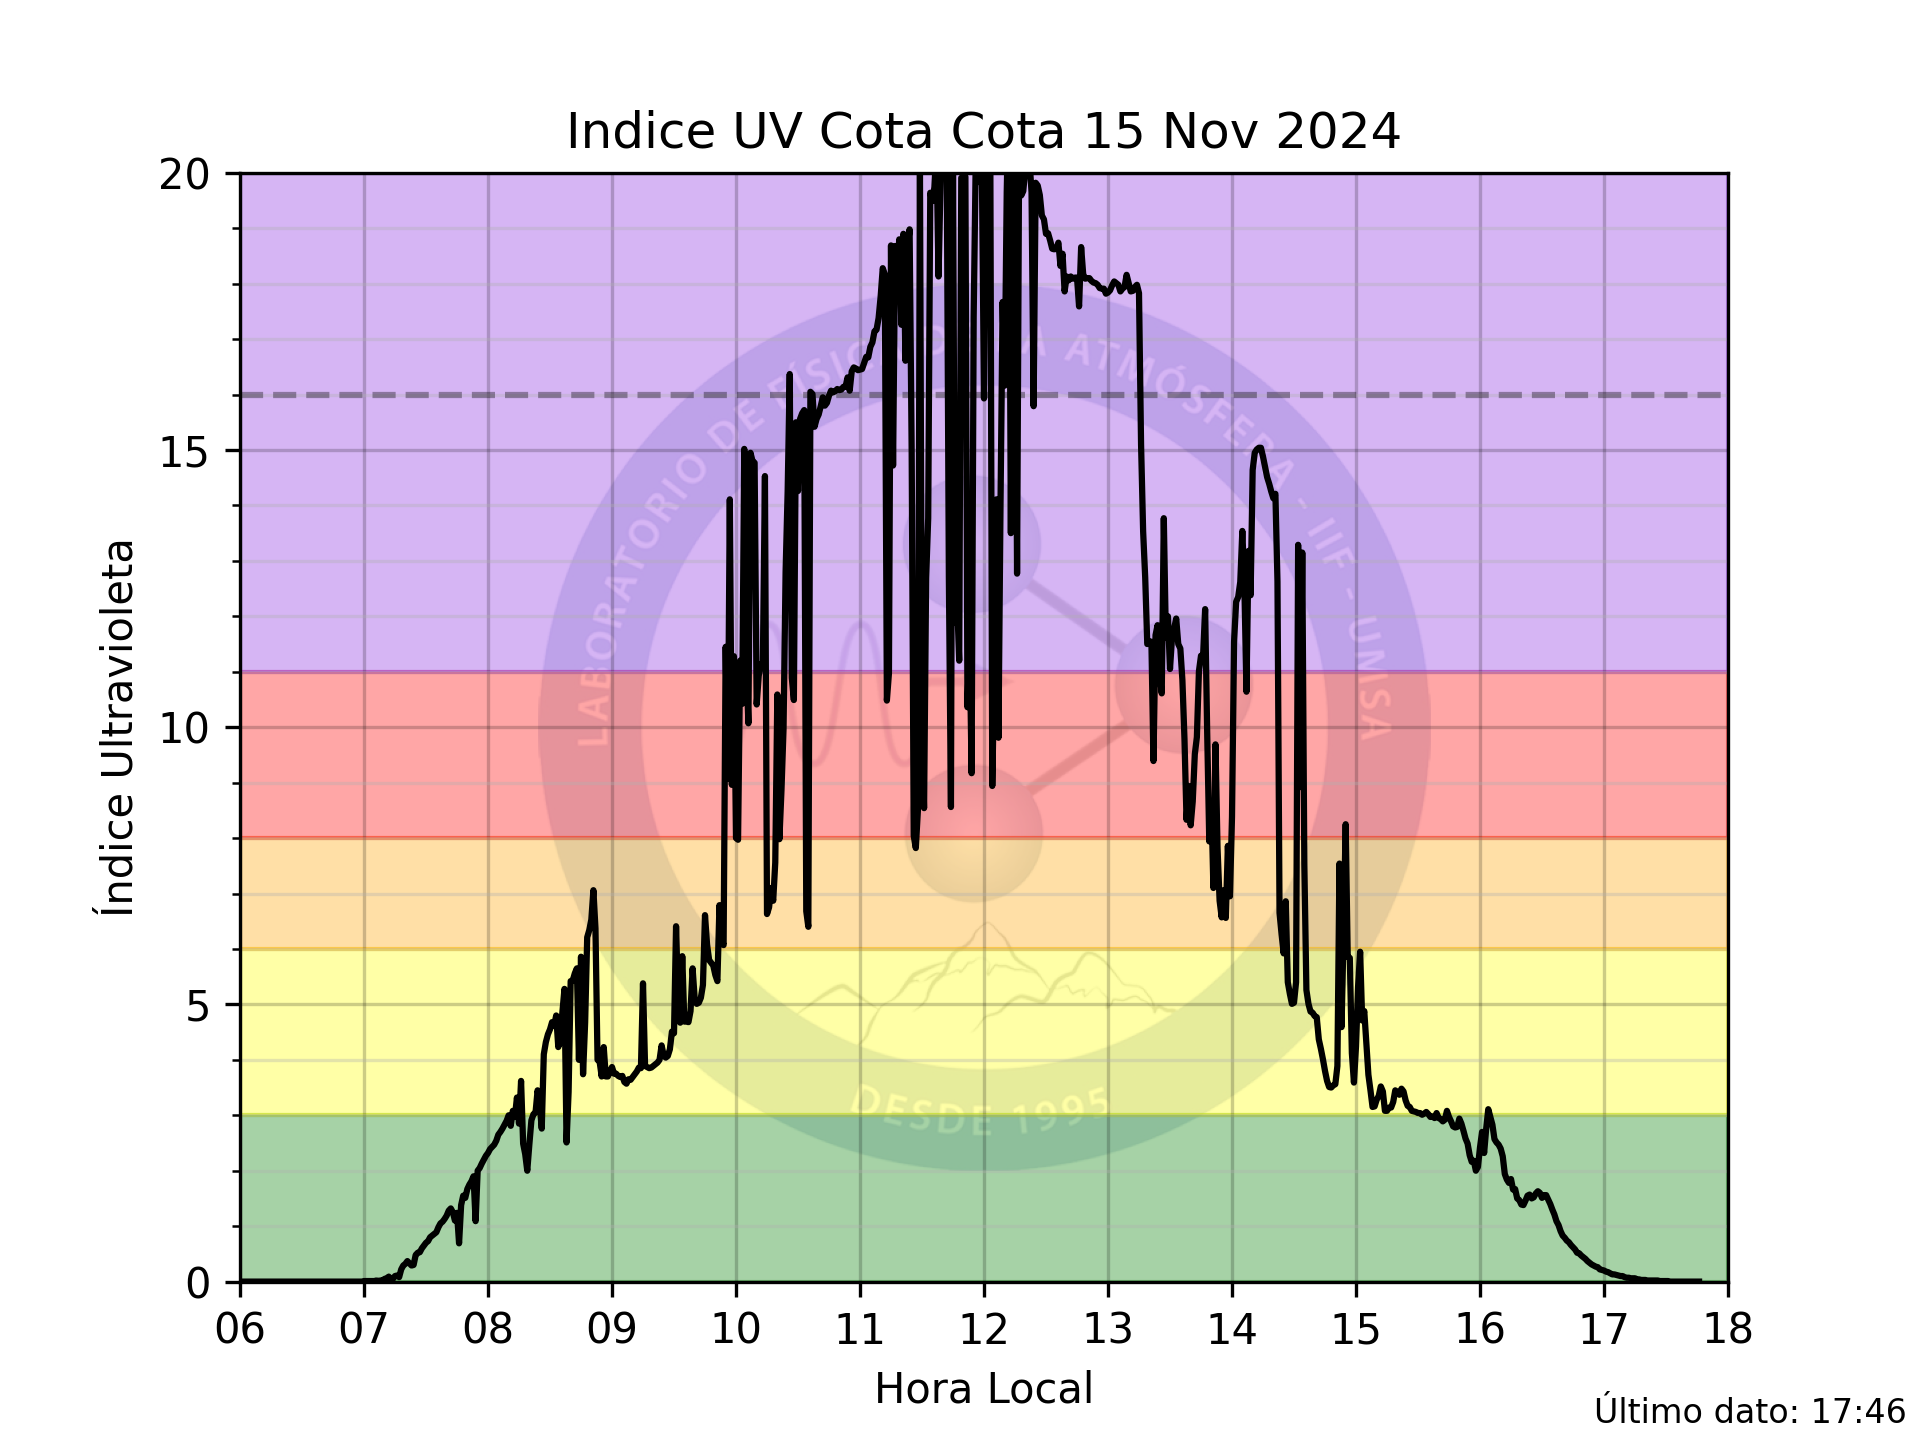 Indice UV Cota Cota 15 Nov 2024
20
15
10
5
0
Índice Ultravioleta
LABORATORIO DE FÍSICA DE LA ATMÓSFERA - IIF - UMSA
DESDE 1995
06 07 08 09 10 11 12 13 14 15 16 17 18
Hora Local
Último dato: 17:46